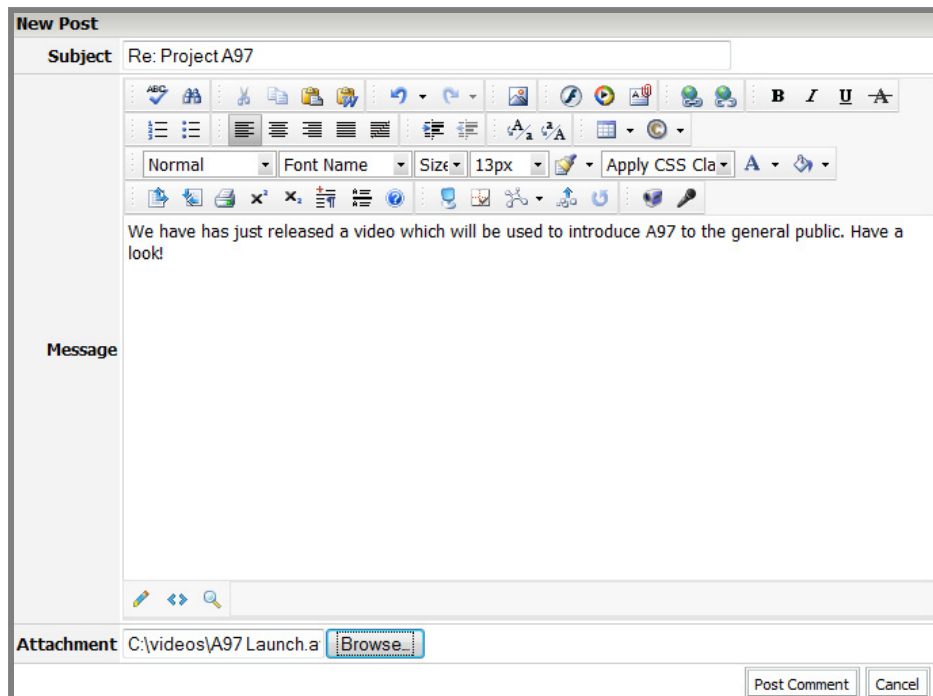 New Post
Subject Re: Project A97
ABC
B I U A
Normal Font Name Size 13px Apply CSS Cla A
We have has just released a video which will be used to introduce A97 to the general public. Have a
look!
Message
Attachment C:\videos\A97 Launch.a Browse...
Post Comment Cancel